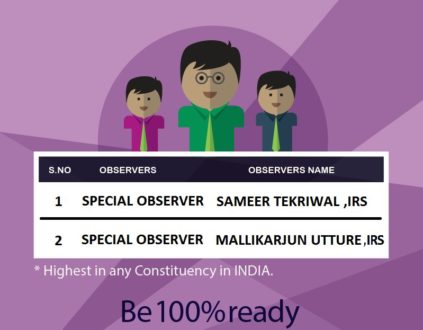 S.NO OBSERVERS OBSERVERS NAME
1 SPECIAL OBSERVER SAMEER TEKRIWAL ,IRS
2 SPECIAL OBSERVER MALLIKARJUN UTTURE ,IRS
* Highest in any Constituency in INDIA.
Be 100% ready